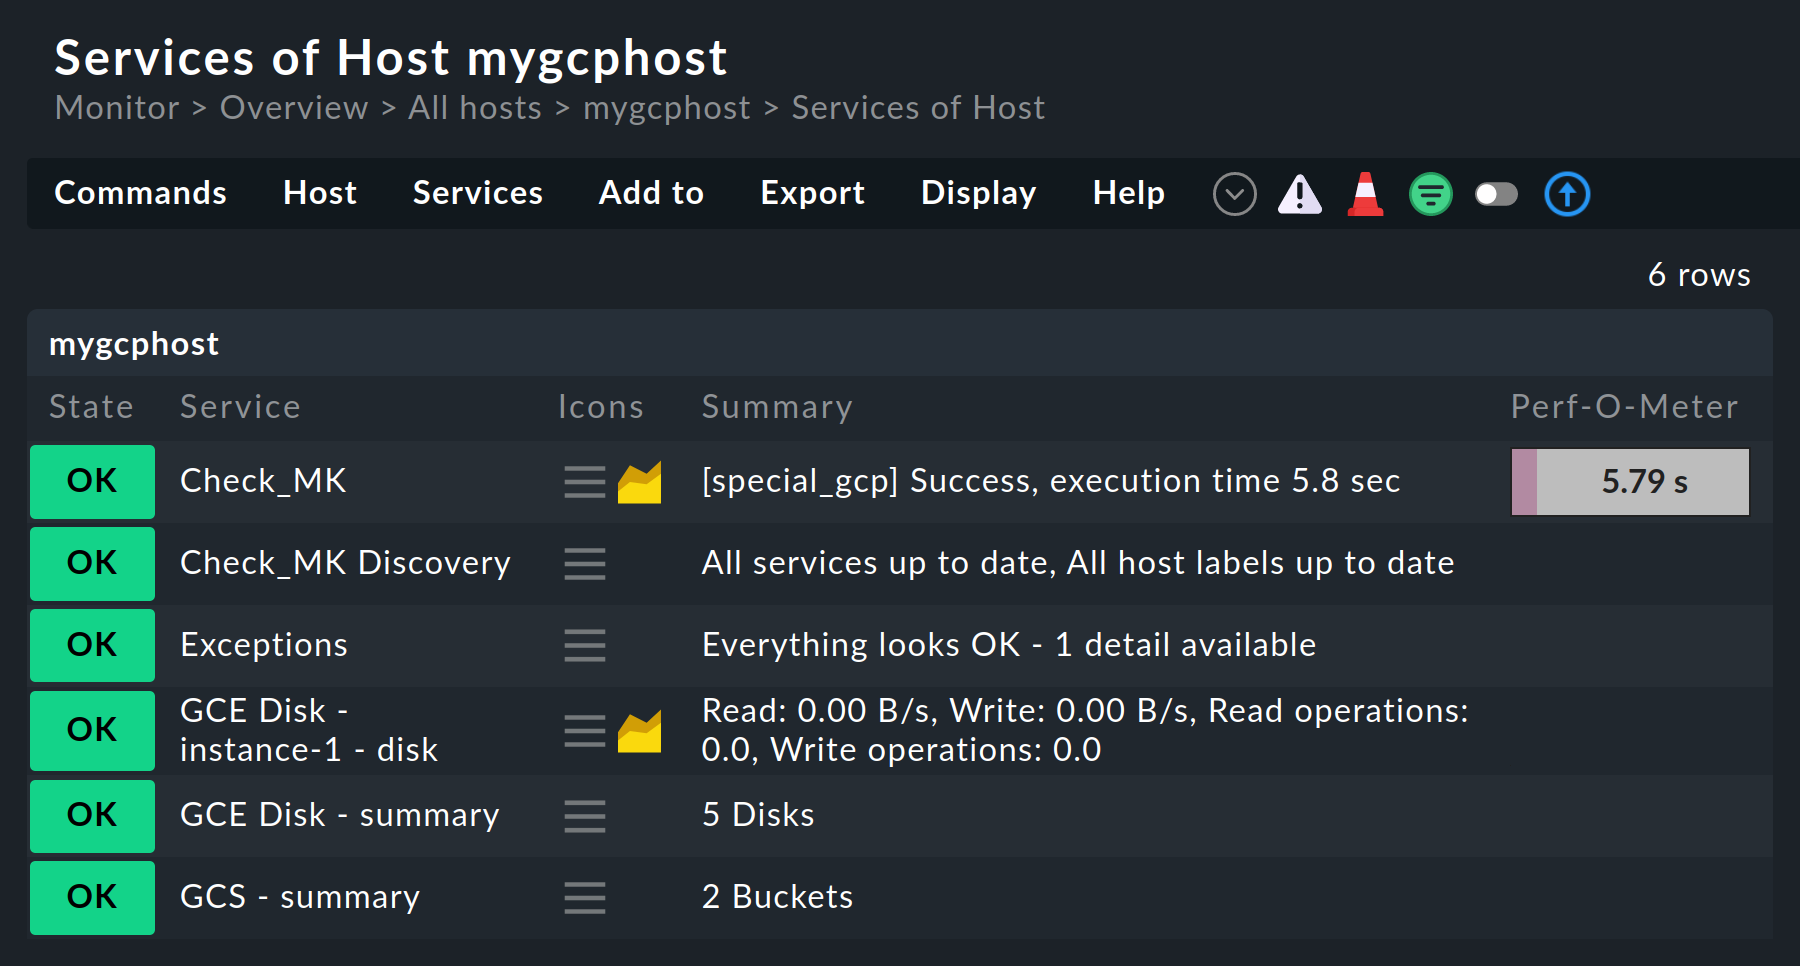 Services of Host mygcphost
Monitor > Overview > All hosts > mygcphost > Services of Host
Commands Host Services Add to Export Display Help
6 rows
mygcphost
State Service Icons Summary Perf-O-Meter
OK Check_MK [special_gcp] Success, execution time 5.8 sec 5.79 s
OK Check_MK Discovery All services up to date, All host labels up to date
OK Exceptions Everything looks OK - 1 detail available
OK GCE Disk - instance-1 - disk Read: 0.00 B/s, Write: 0.00 B/s, Read operations: 0.0, Write operations: 0.0
OK GCE Disk - summary 5 Disks
OK GCS - summary 2 Buckets